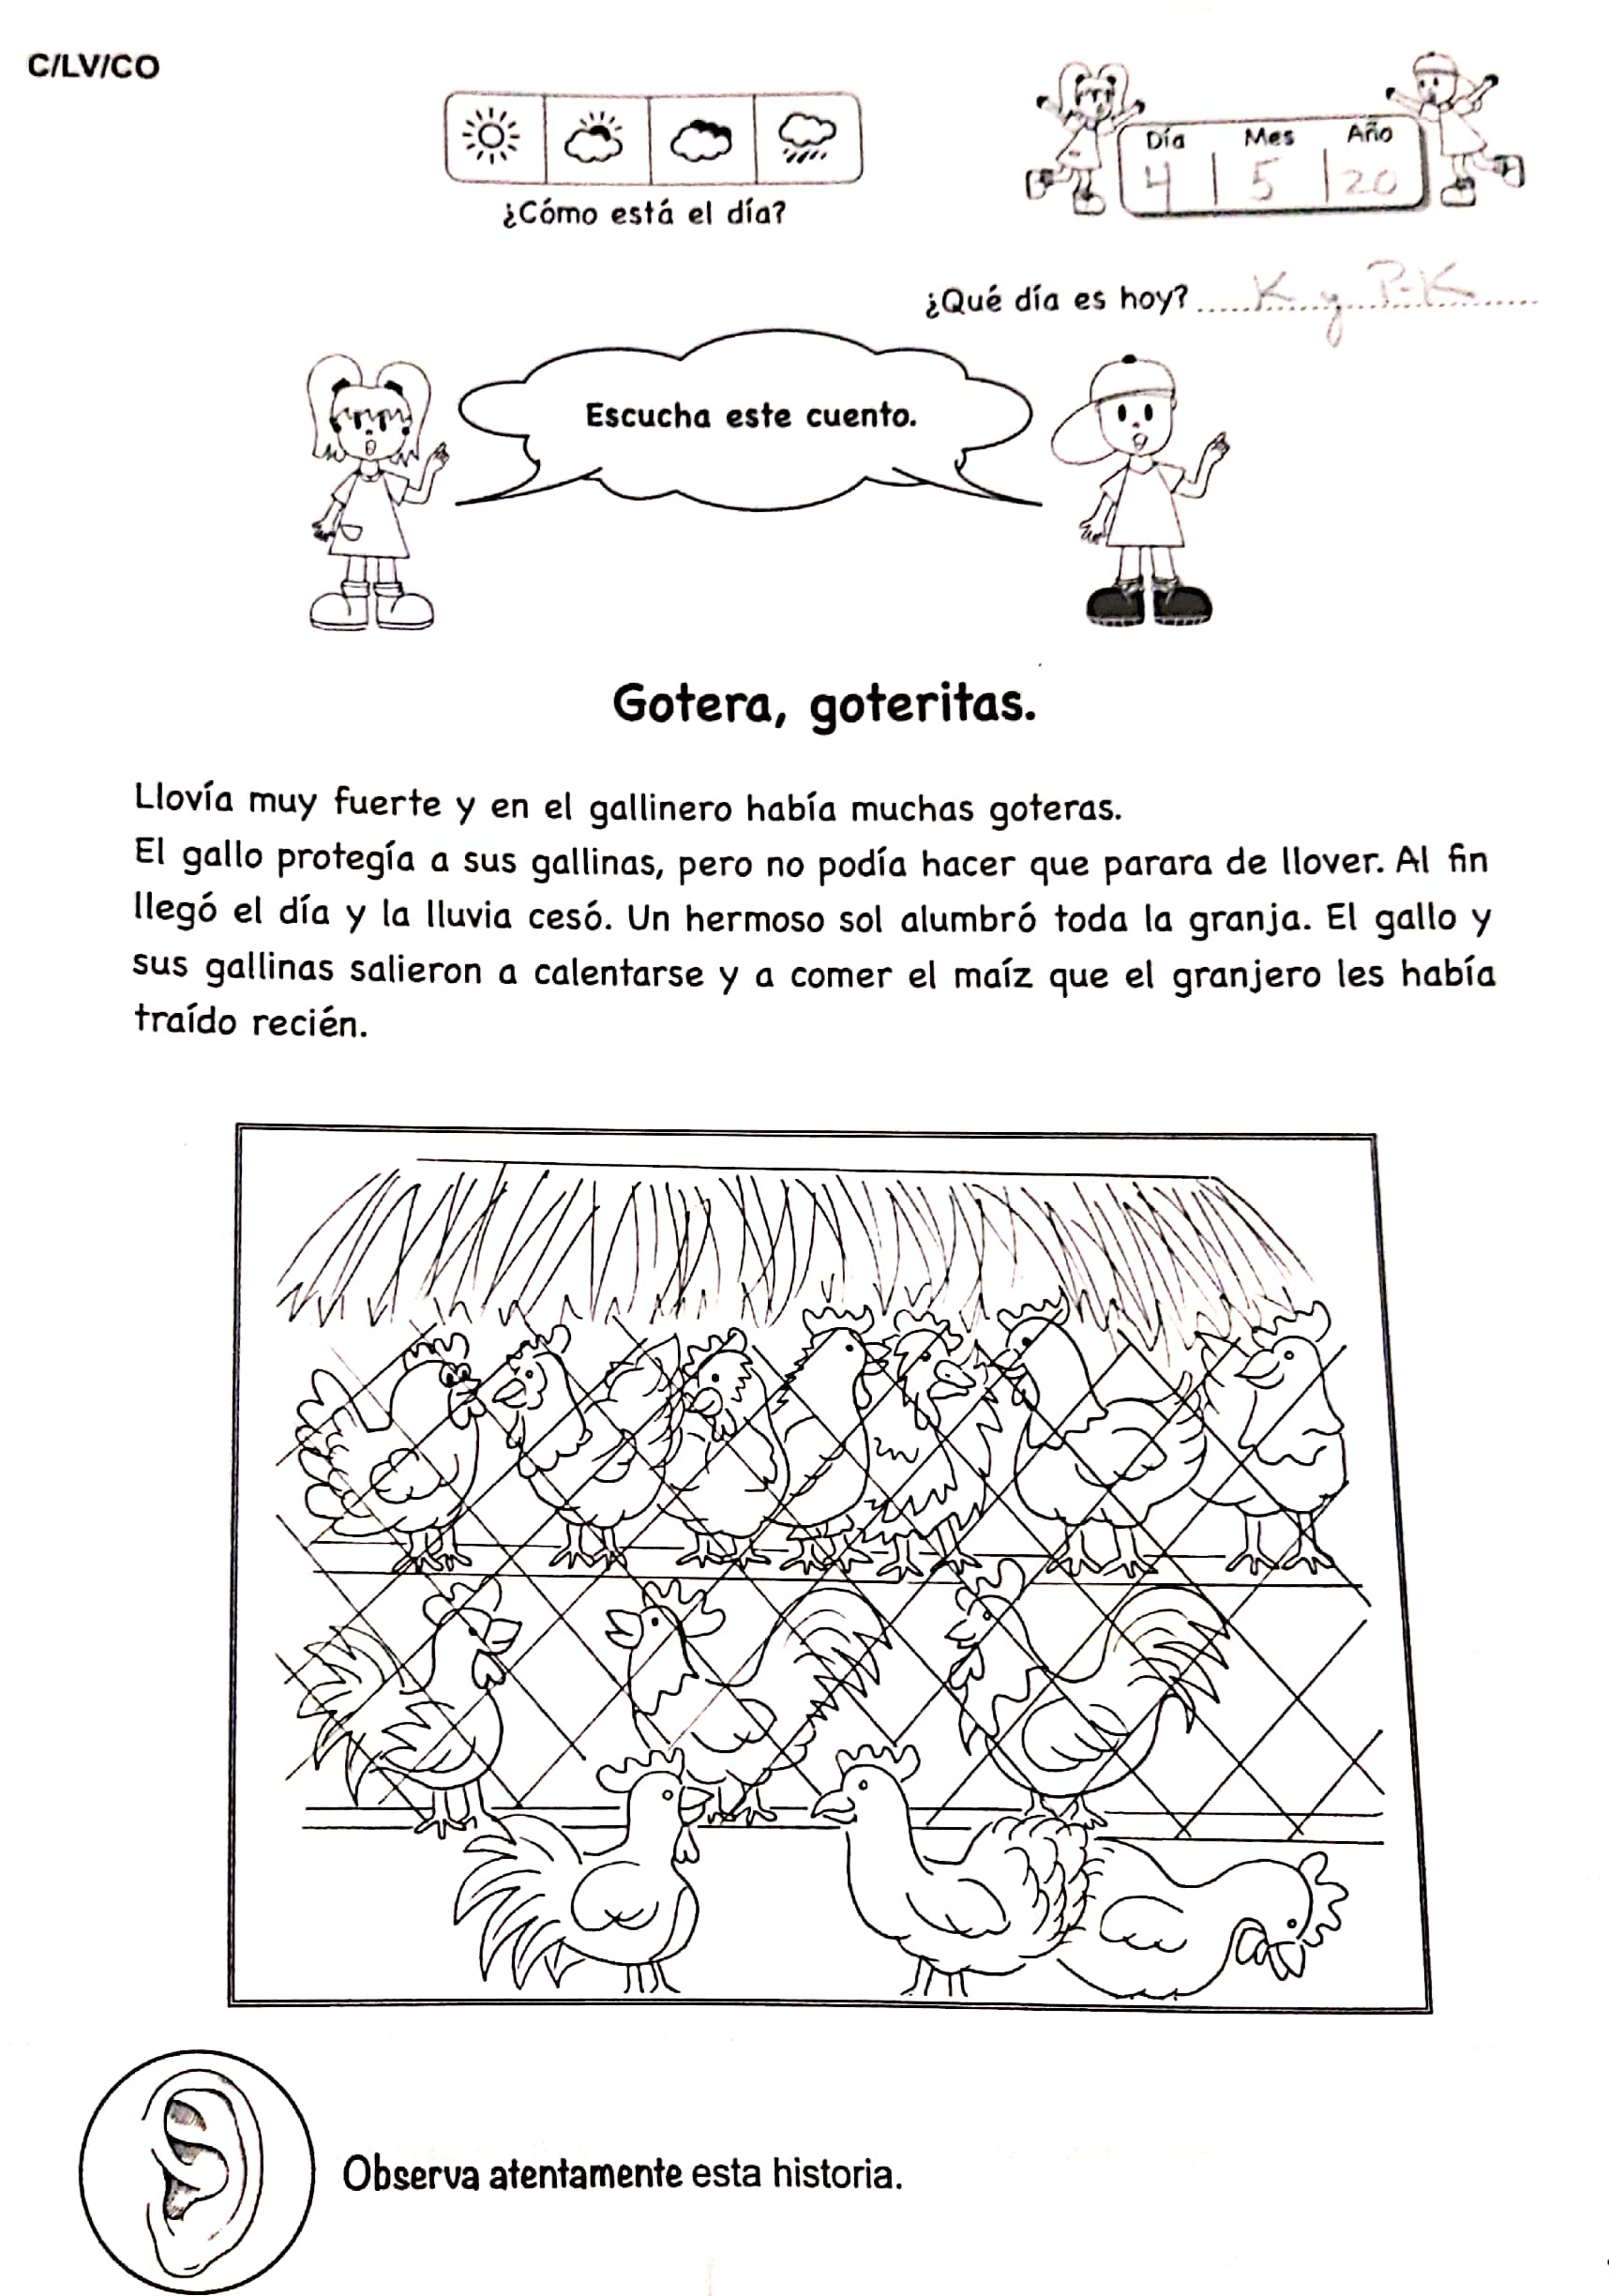 C/LV/CO
Día Mes Año
4 5 20
¿Cómo está el día?
¿Qué día es hoy? K y P-K
Escucha este cuento.
Gotera, goteritas.
Llovía muy fuerte y en el gallinero había muchas goteras.
El gallo protegía a sus gallinas, pero no podía hacer que parara de llover. Al fin
llegó el día y la lluvia cesó. Un hermoso sol alumbró toda la granja. El gallo y
sus gallinas salieron a calentarse y a comer el maíz que el granjero les había
traído recién.
Observa atentamente esta historia.